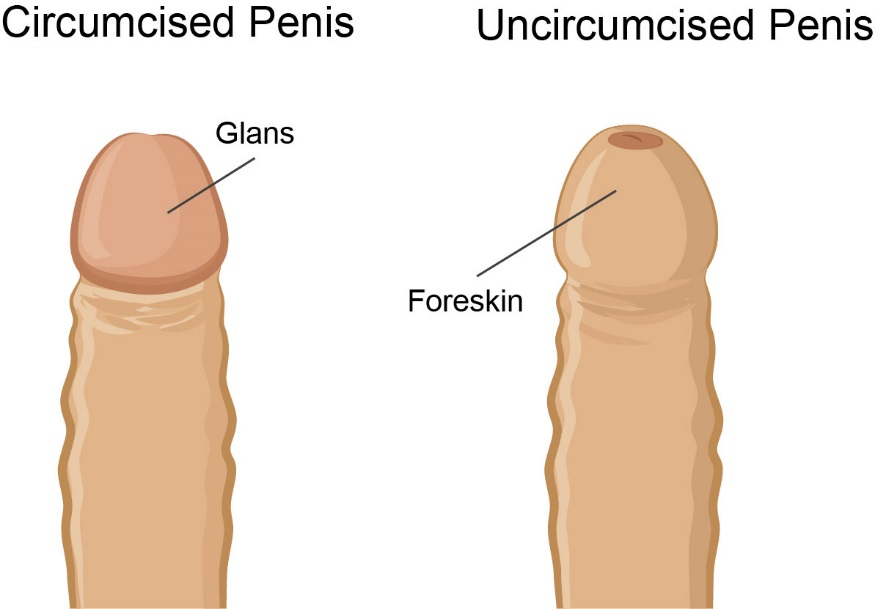 Circumcised Penis
Uncircumcised Penis
Glans
Foreskin